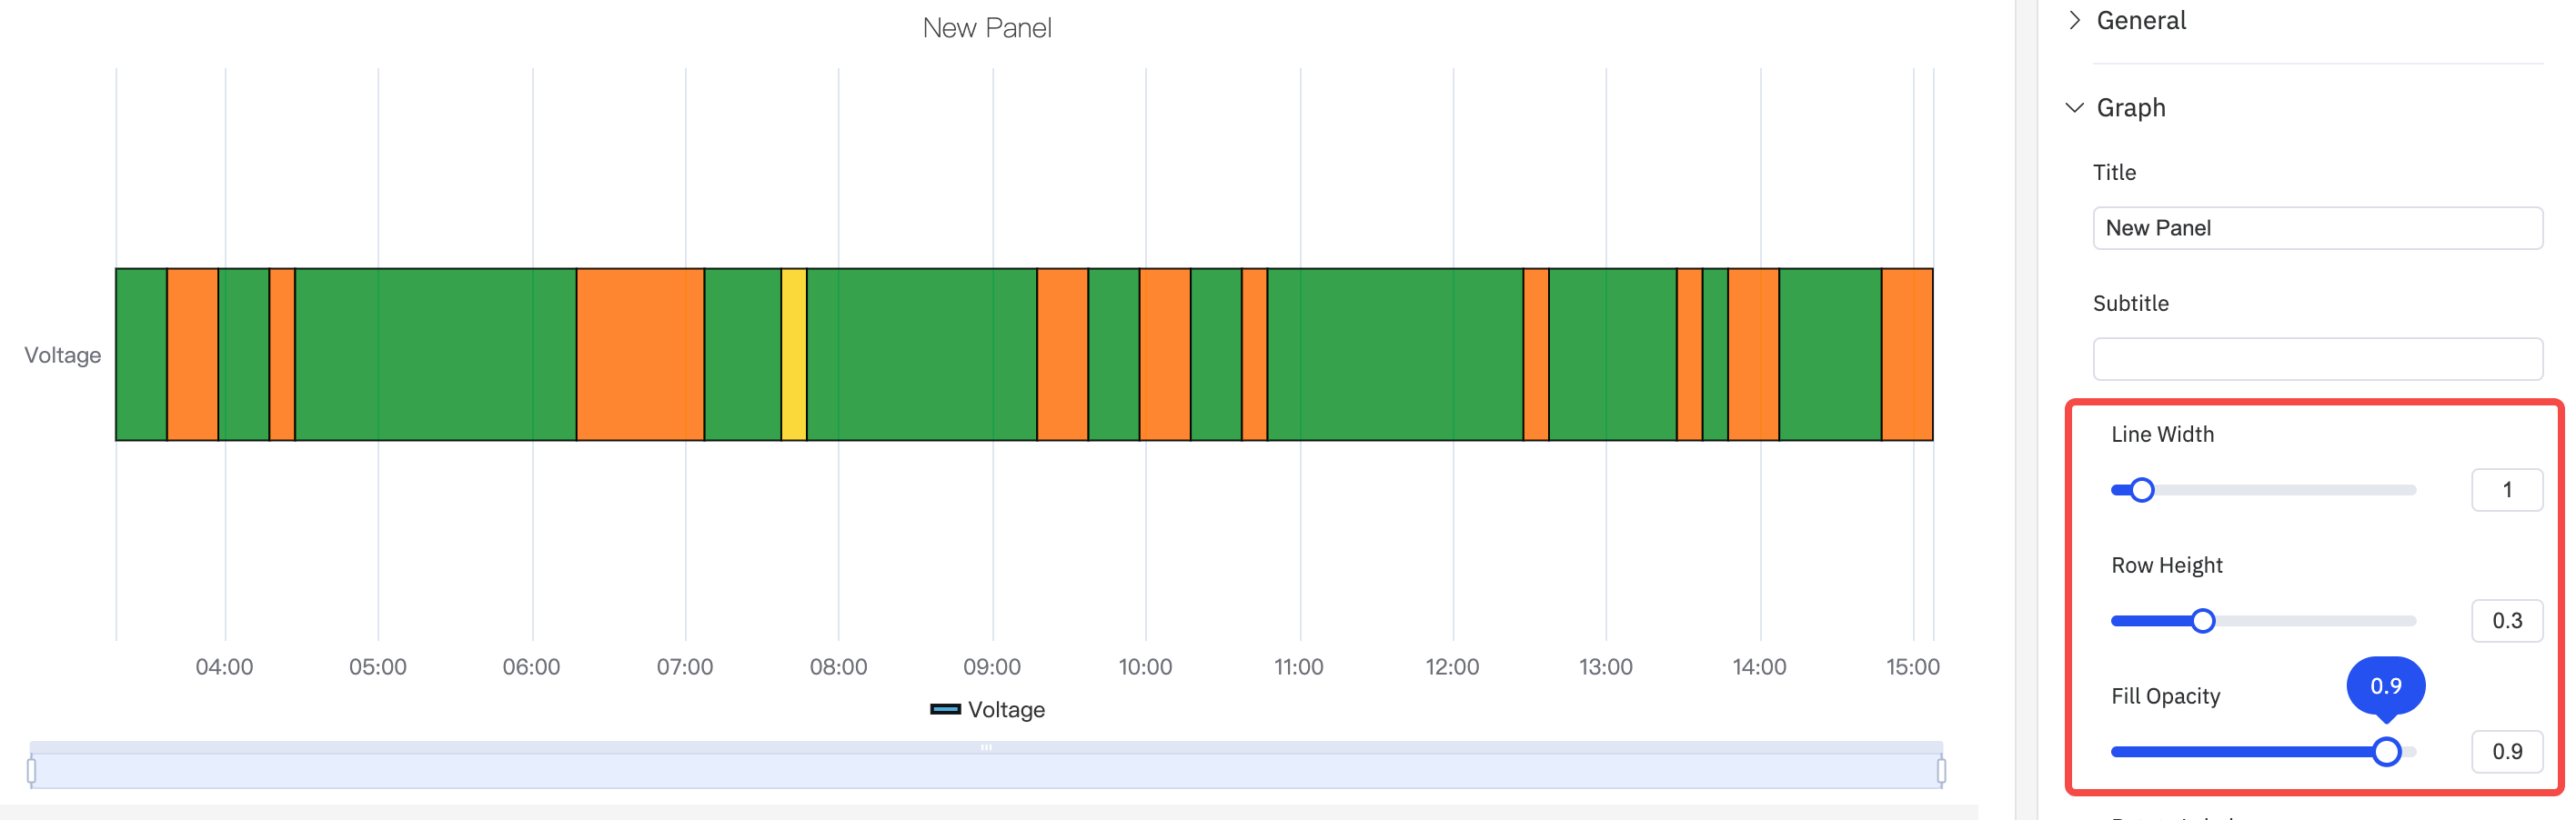 New Panel
Voltage
04:00 05:00 06:00 07:00 08:00 09:00 10:00 11:00 12:00 13:00 14:00 15:00
Voltage
General
Graph
Title
New Panel
Subtitle
Line Width
1
Row Height
0.3
Fill Opacity
0.9
0.9